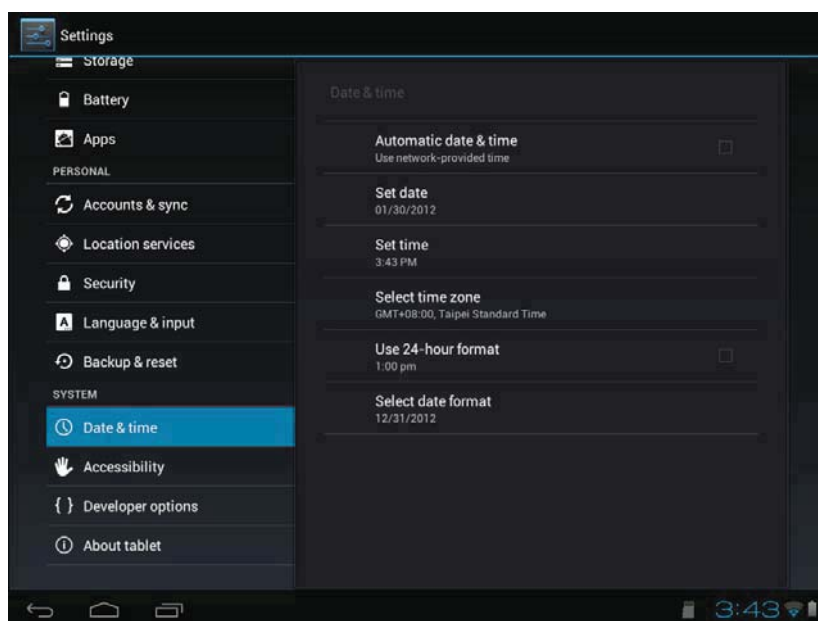 Settings
Storage
Battery
Apps
PERSONAL
Accounts & sync
Location services
Security
Language & input
Backup & reset
SYSTEM
Date & time
Accessibility
Developer options
About tablet
Date & time
Automatic date & time
Use network-provided time
Set date
01/30/2012
Set time
3:43 PM
Select time zone
GMT+08:00, Taipei Standard Time
Use 24-hour format
1:00 pm
Select date format
12/31/2012
3:43